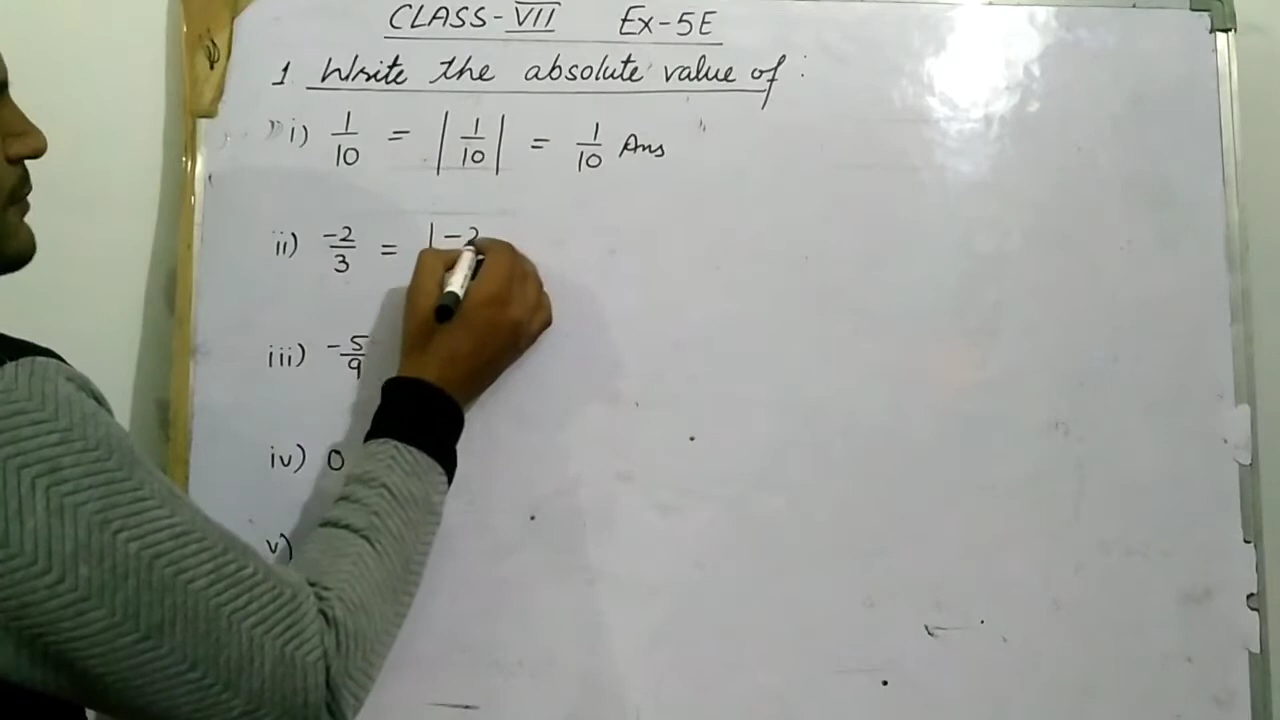 CLASS-VII Ex-5E
1 Write the absolute value of :
i) 1/10 = |1/10| = 1/10 Ans
ii) -2/3 = |-2
iii) -5/9
iv) 0
v)